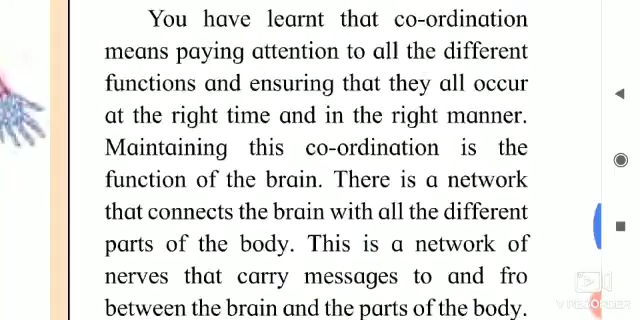 You have learnt that co-ordination
means paying attention to all the different
functions and ensuring that they all occur
at the right time and in the right manner.
Maintaining this co-ordination is the
function of the brain. There is a network
that connects the brain with all the different
parts of the body. This is a network of
nerves that carry messages to and fro
between the brain and the parts of the body.
V RECORDER